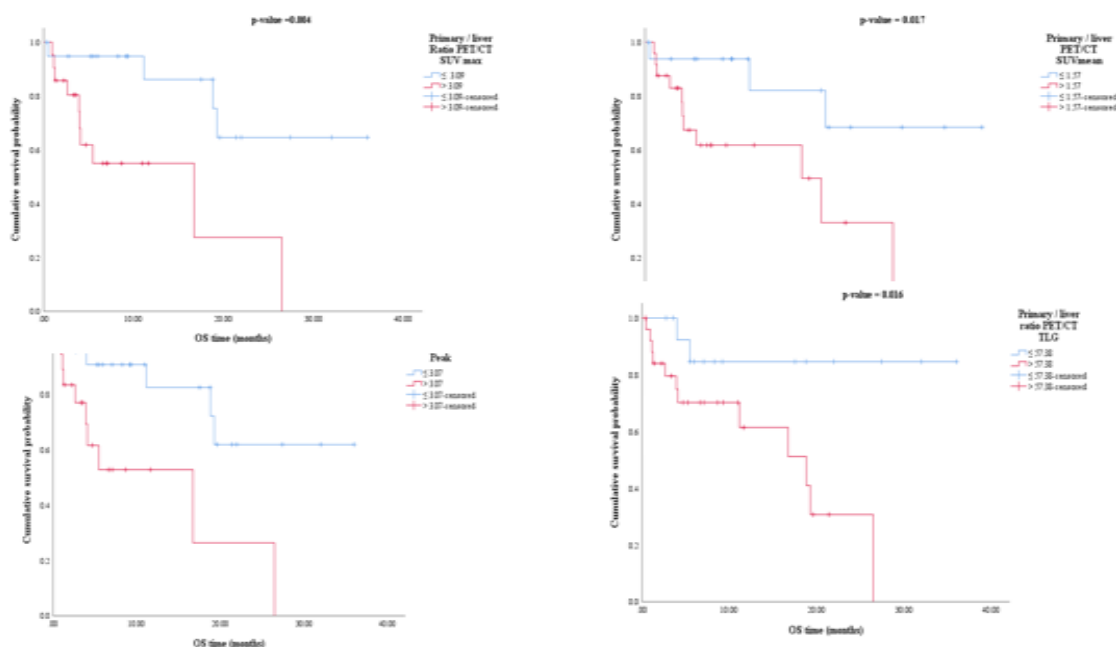 p-value =0.004
Primary / liver
Ratio PET/CT
SUV max
≤ 3.09
> 3.09
≤ 3.09-censored
> 3.09-censored
Cumulative survival probability
1.0
0.8
0.6
0.4
0.2
0.0
.00
10.00
20.00
30.00
40.00
OS time (months)
p-value = 0.017
Primary / liver
PET/CT
SUVmean
≤ 1.57
> 1.57
≤ 1.57-censored
> 1.57-censored
Cumulative survival probability
1.0
0.8
0.6
0.4
0.2
Peak
≤ 3.07
> 3.07
≤ 3.07-censored
> 3.07-censored
Cumulative survival probability
0.8
0.6
0.4
0.2
0.0
.00
10.00
20.00
30.00
40.00
OS time (months)
p-value = 0.016
Primary / liver
ratio PET/CT
TLG
≤ 57.38
> 57.38
≤ 57.38-censored
> 57.38-censored
Cumulative survival probability
1.0
0.8
0.6
0.4
0.2
0.0
.00
10.00
20.00
30.00
40.00
OS time (months)